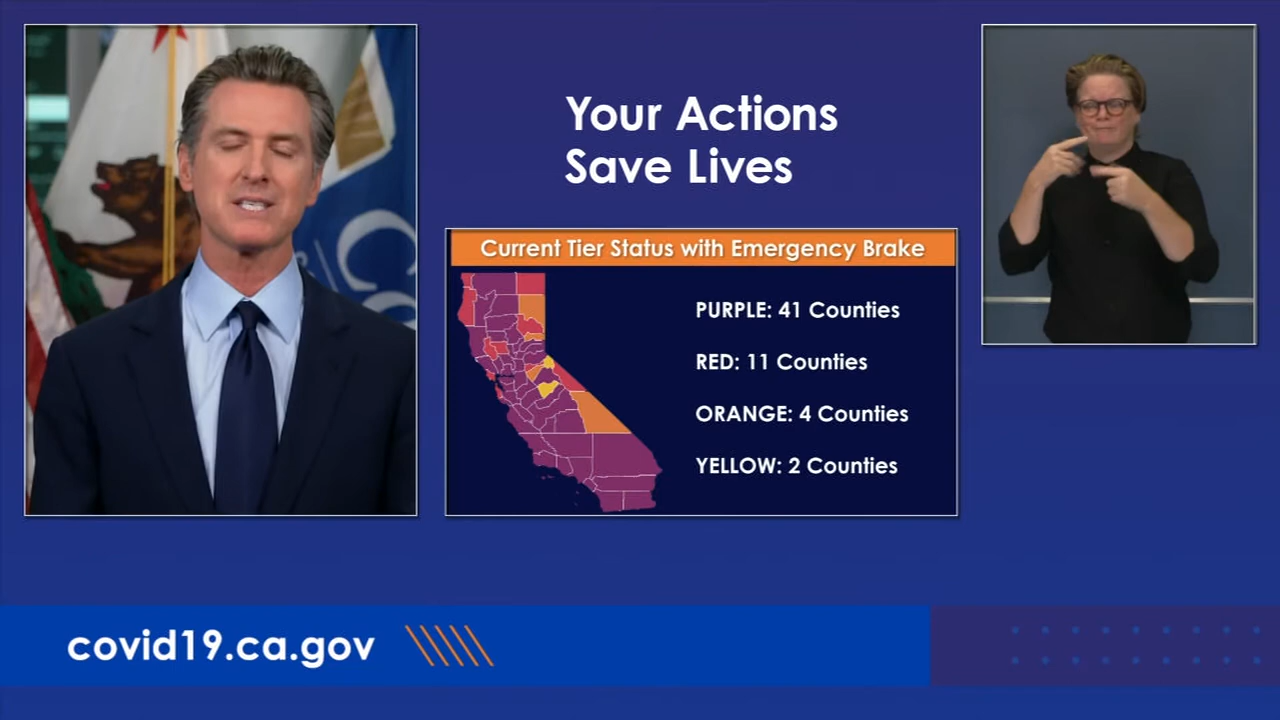 Your Actions
Save Lives
Current Tier Status with Emergency Brake
PURPLE: 41 Counties
RED: 11 Counties
ORANGE: 4 Counties
YELLOW: 2 Counties
covid19.ca.gov